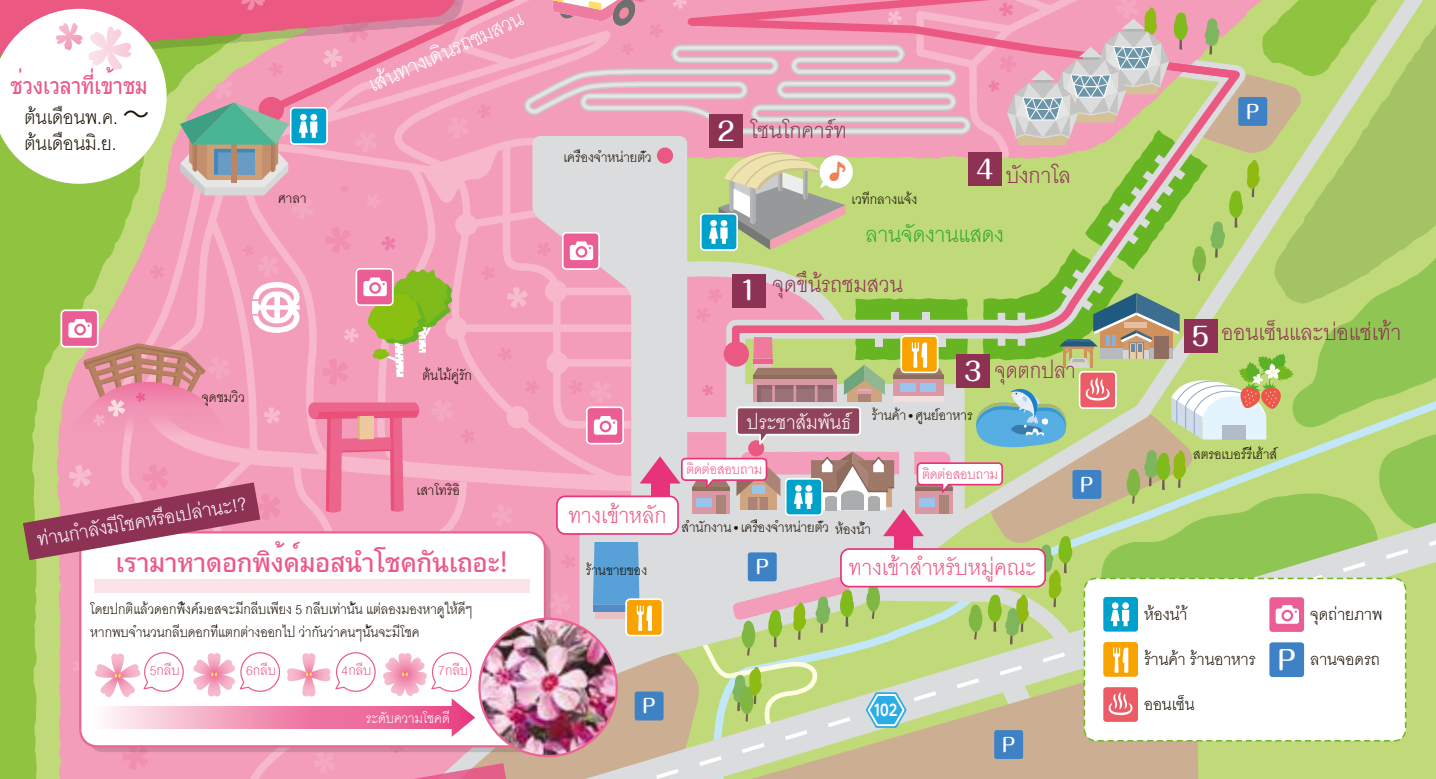 เส้นทางเดินรถชมสวน
ช่วงเวลาที่เข้าชม
ต้นเดือนพ.ค. ～
ต้นเดือนมิ.ย.
ศาลา
เครื่องจำหน่ายตั๋ว
2 โซนโกคาร์ท
4 บังกาโล
P
เวทีกลางแจ้ง
ลานจัดงานแสดง
1 จุดขึ้นรถชมสวน
5 ออนเซ็นและบ่อแช่เท้า
3 จุดตกปลา
ต้นไม้คู่รัก
จุดชมวิว
เสาโทริอิ
ร้านค้า • ศูนย์อาหาร
ประชาสัมพันธ์
สตรอเบอร์รีเฮ้าส์
ติดต่อสอบถาม
ติดต่อสอบถาม
P
ทางเข้าหลัก
สำนักงาน • เครื่องจำหน่ายตั๋ว
ห้องน้ำ
ทางเข้าสำหรับหมู่คณะ
ร้านขายของ
P
P
102
P
ท่านกำลังมีโชคหรือเปล่านะ!?
เรามาหาดอกพิ้งค์มอสนำโชคกันเถอะ!
โดยปกติแล้วดอกพิ้งค์มอสจะมีกลีบเพียง 5 กลีบเท่านั้น แต่ลองมองหาดูให้ดีๆ
หากพบจำนวนกลีบดอกที่แตกต่างออกไป ว่ากันว่าคนๆนั้นจะมีโชค
5กลีบ
6กลีบ
4กลีบ
7กลีบ
ระดับความโชคดี
ห้องน้ำ
จุดถ่ายภาพ
ร้านค้า ร้านอาหาร
P ลานจอดรถ
ออนเซ็น